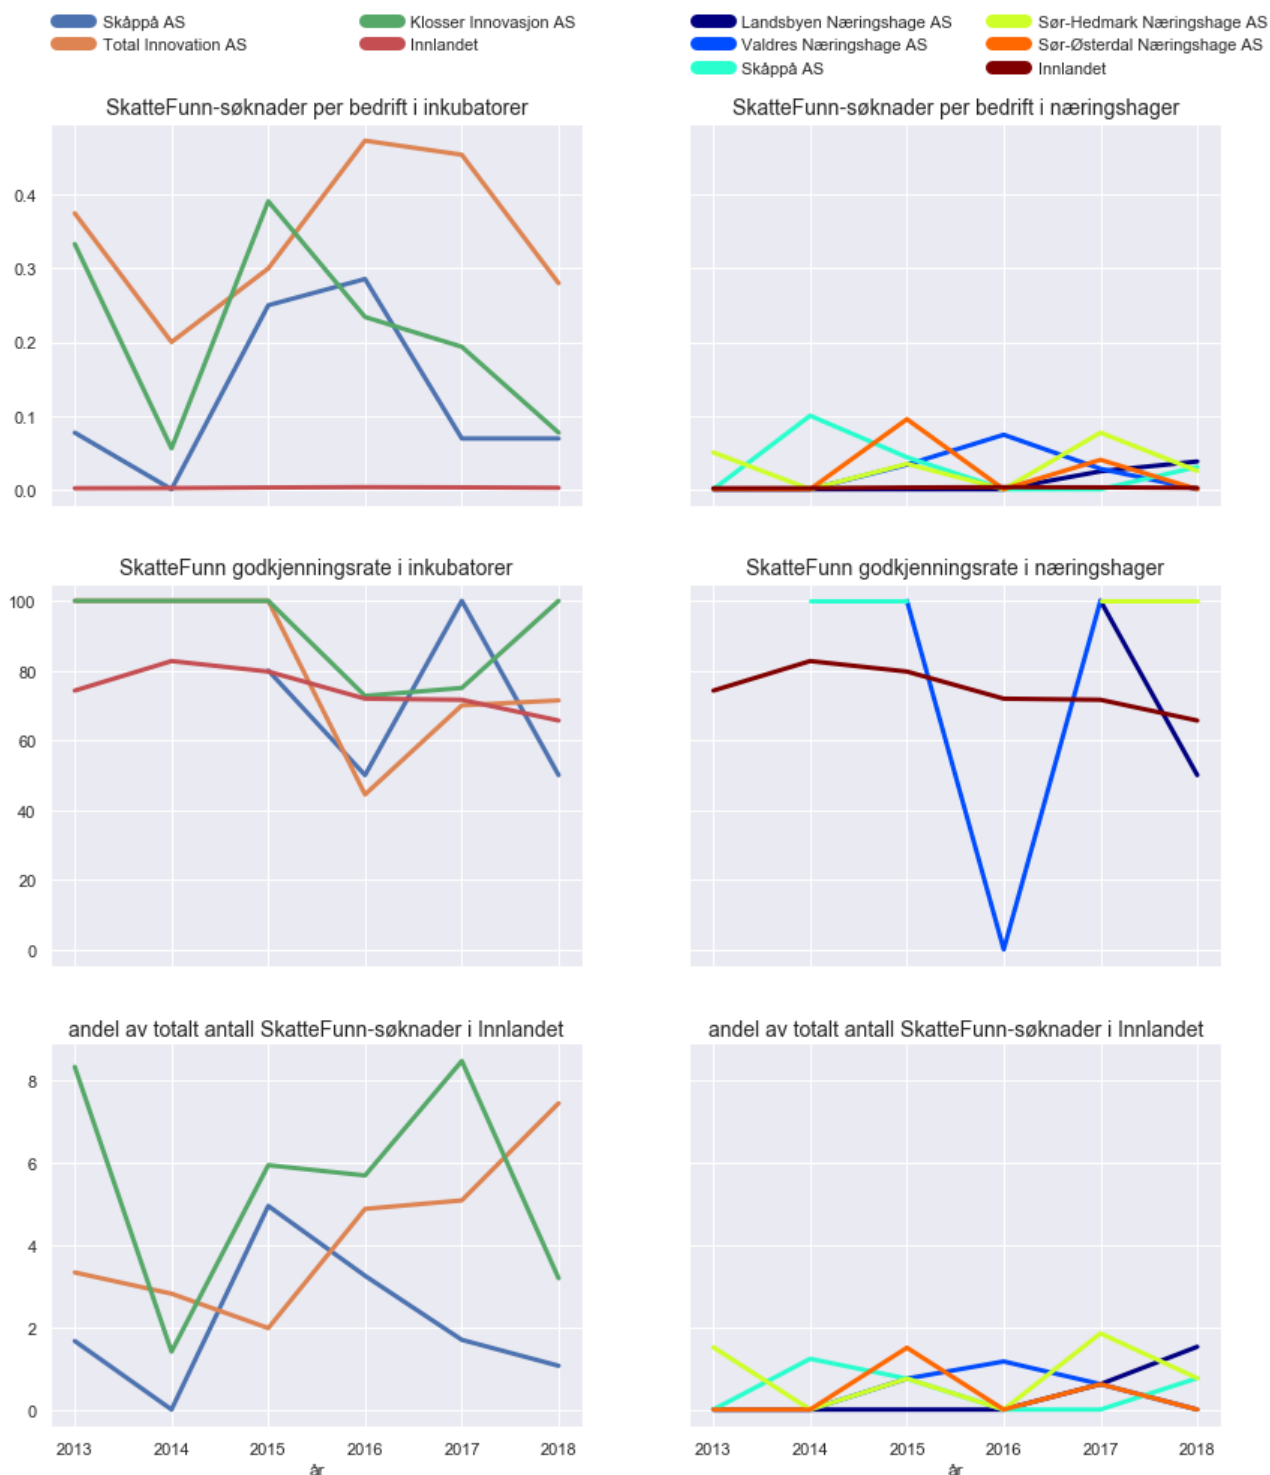 Skåppå AS
Total Innovation AS
Klosser Innovasjon AS
Innlandet
Landsbyen Næringshage AS
Valdres Næringshage AS
Skåppå AS
Sør-Hedmark Næringshage AS
Sør-Østerdal Næringshage AS
Innlandet
SkatteFunn-søknader per bedrift i inkubatorer
0.4
0.3
0.2
0.1
0.0
SkatteFunn-søknader per bedrift i næringshager
SkatteFunn godkjenningsrate i inkubatorer
100
80
60
40
20
0
SkatteFunn godkjenningsrate i næringshager
andel av totalt antall SkatteFunn-søknader i Innlandet
8
6
4
2
0
2013 2014 2015 2016 2017 2018
år
andel av totalt antall SkatteFunn-søknader i Innlandet
2013 2014 2015 2016 2017 2018
år